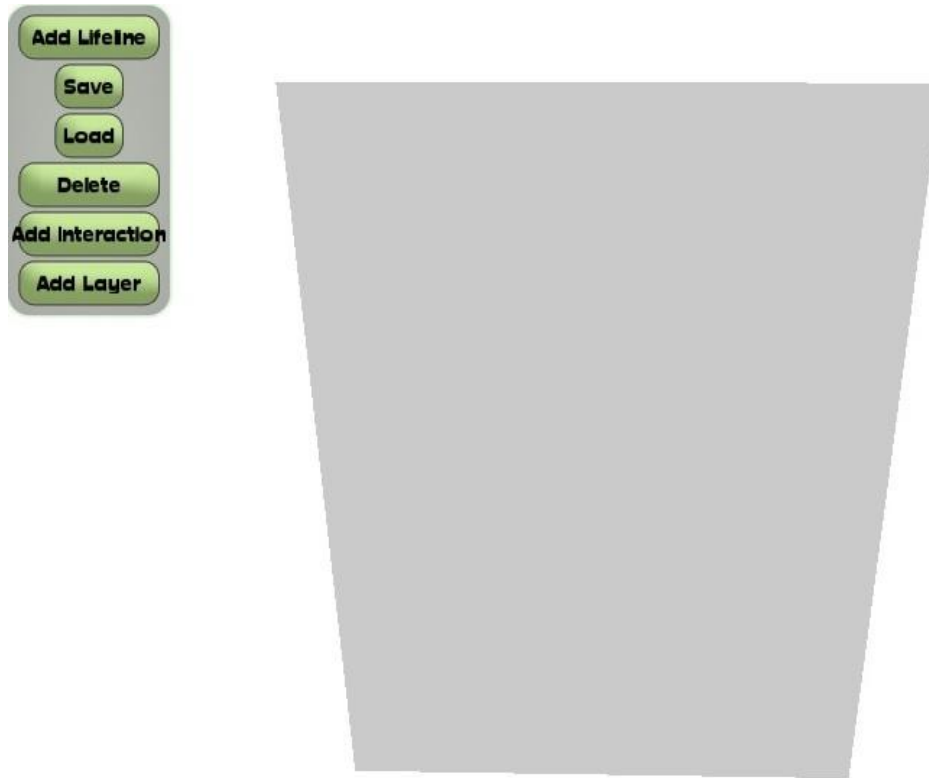 Add Lifeline
Save
Load
Delete
Add Interaction
Add Layer